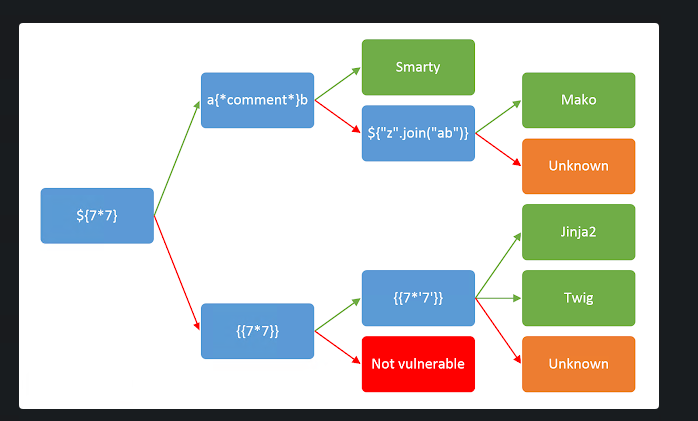 Smarty
a{*comment*}b
Mako
${"z".join("ab")}
Unknown
${7*7}
Jinja2
{{7*'7'}}
Twig
{{7*7}}
Not vulnerable
Unknown